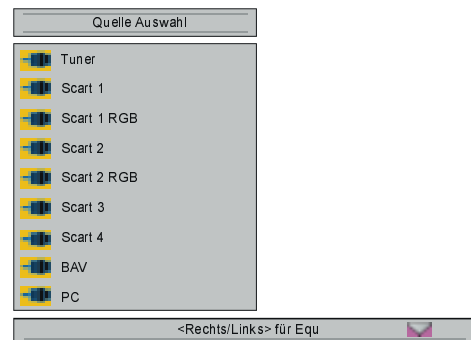 Quelle Auswahl
Tuner
Scart 1
Scart 1 RGB
Scart 2
Scart 2 RGB
Scart 3
Scart 4
BAV
PC
<Rechts/Links> für Equ